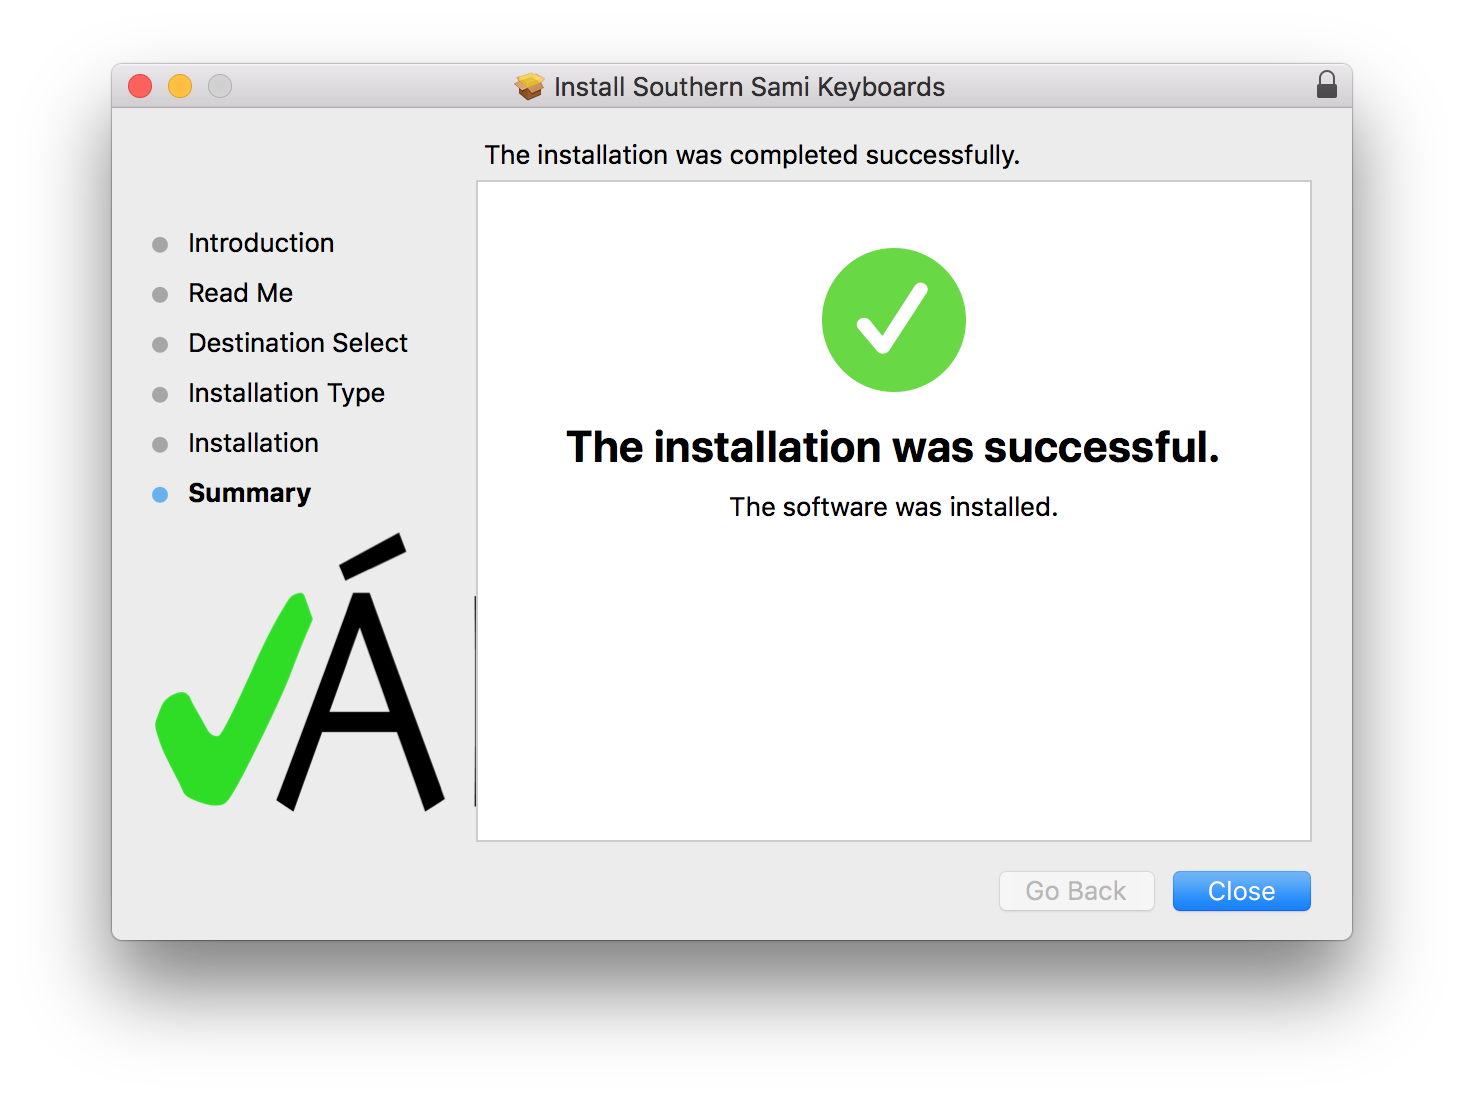 Install Southern Sami Keyboards
The installation was completed successfully.
Introduction
Read Me
Destination Select
Installation Type
Installation
Summary
Á
The installation was successful.
The software was installed.
Go Back
Close